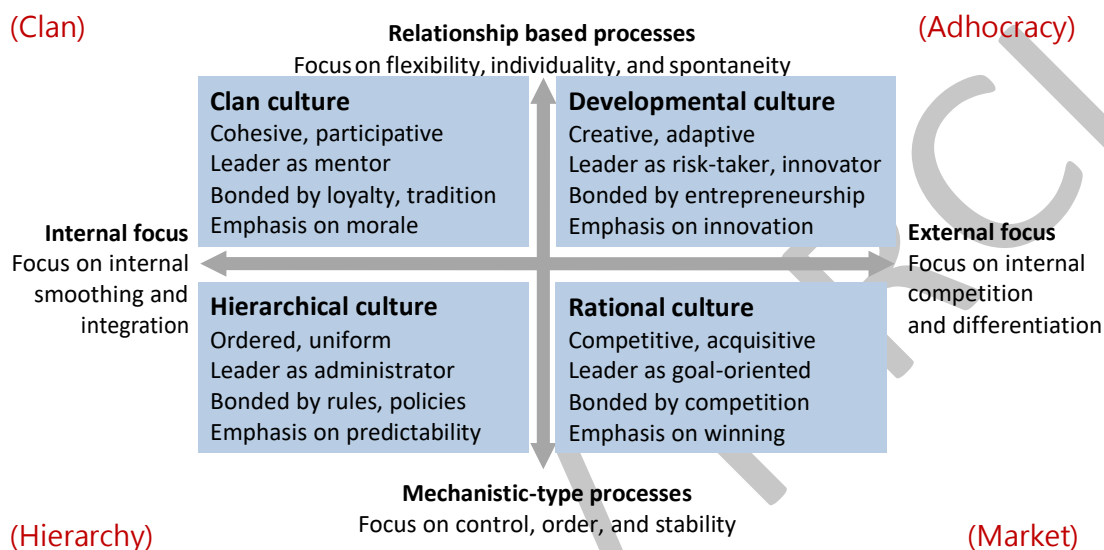 (Clan)
(Adhocracy)
Relationship based processes
Focus on flexibility, individuality, and spontaneity
Clan culture
Cohesive, participative
Leader as mentor
Bonded by loyalty, tradition
Emphasis on morale
Developmental culture
Creative, adaptive
Leader as risk-taker, innovator
Bonded by entrepreneurship
Emphasis on innovation
Internal focus
Focus on internal
smoothing and
integration
External focus
Focus on internal
competition
and differentiation
Hierarchical culture
Ordered, uniform
Leader as administrator
Bonded by rules, policies
Emphasis on predictability
Rational culture
Competitive, acquisitive
Leader as goal-oriented
Bonded by competition
Emphasis on winning
Mechanistic-type processes
Focus on control, order, and stability
(Hierarchy)
(Market)